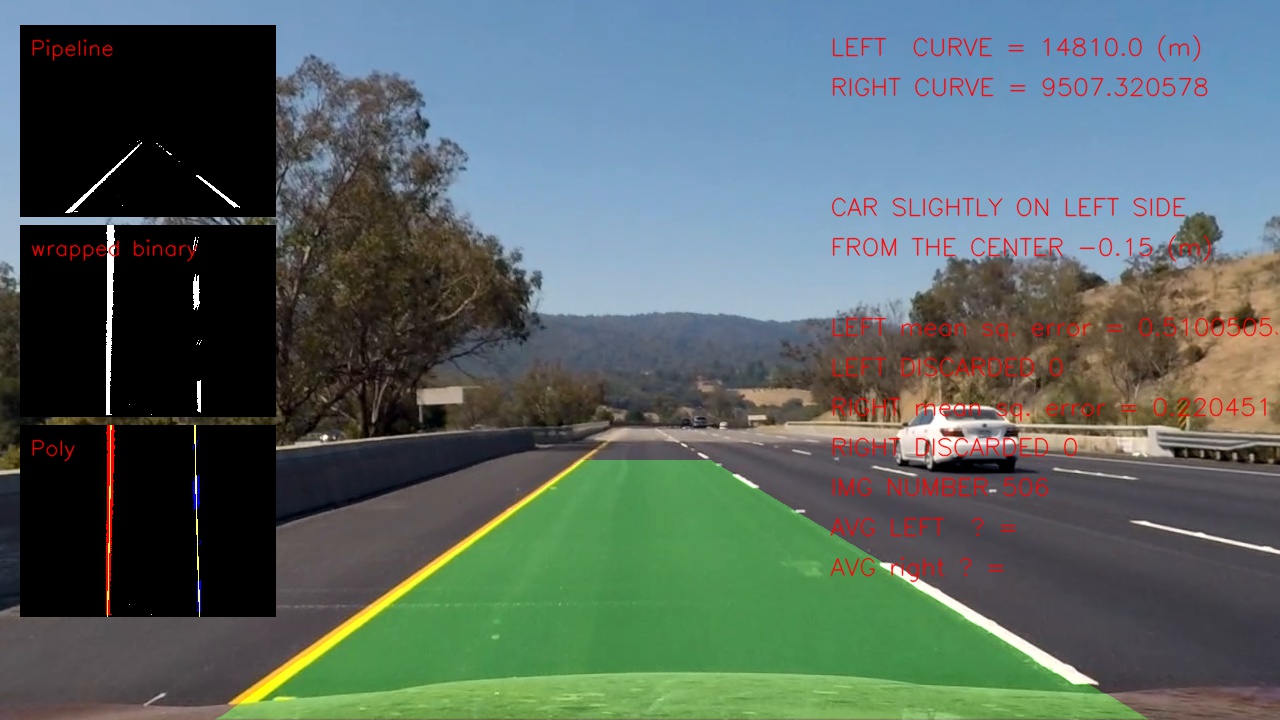 Pipeline
wrapped binary
Poly
LEFT CURVE = 14810.0 (m)
RIGHT CURVE = 9507.320578
CAR SLIGHTLY ON LEFT SIDE
FROM THE CENTER -0.15 (m)
LEFT mean sq. error = 0.5100505.
LEFT DISCARDED 0
RIGHT mean sq. error = 0.220451
RIGHT DISCARDED 0
IMG NUMBER 506
AVG LEFT ? =
AVG right ? =